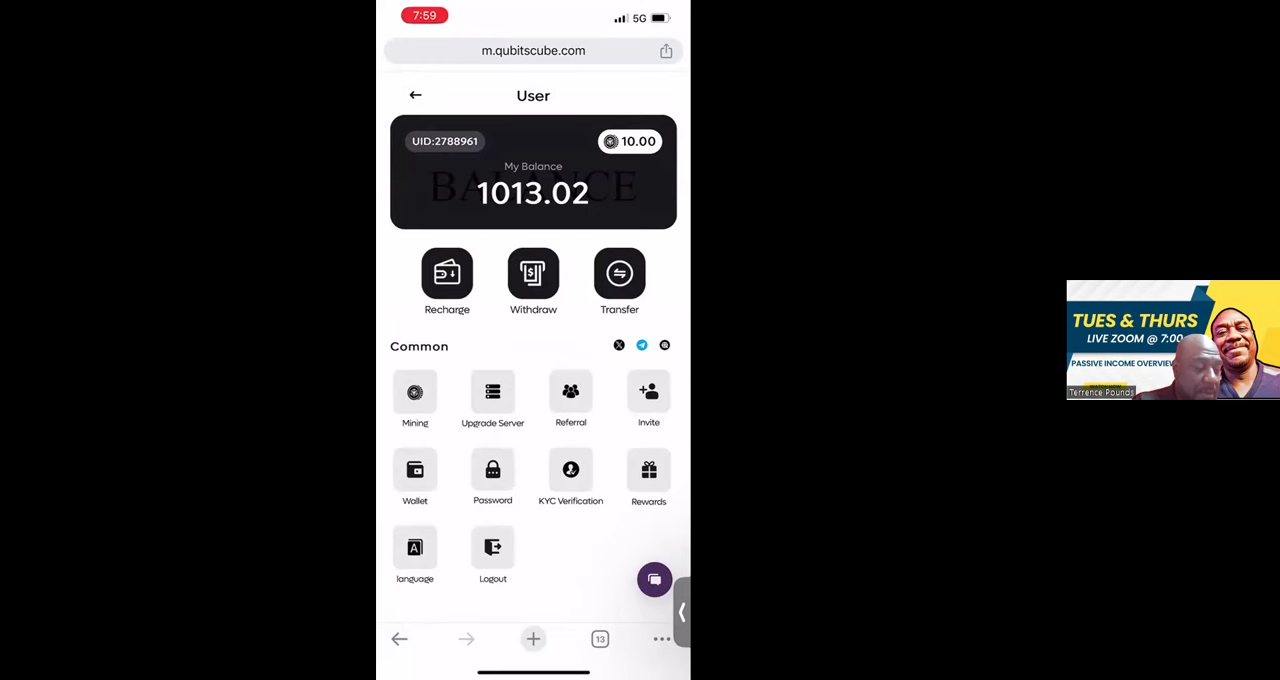 7:59
5G
m.qubitscube.com
User
UID:2788961
10.00
My Balance
BALANCE
1013.02
Recharge
Withdraw
Transfer
Common
Mining
Upgrade Server
Referral
Invite
Wallet
Password
KYC Verification
Rewards
language
Logout
13
TUES & THURS
LIVE ZOOM @ 7:00
PASSIVE INCOME OVERVIEW
Terrence Pounds